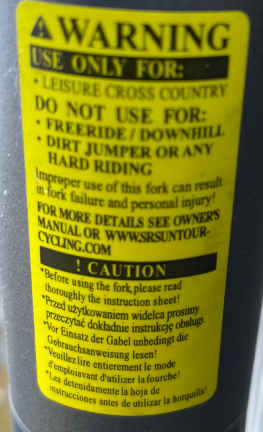 WARNING
USE ONLY FOR:
• LEISURE CROSS COUNTRY
DO NOT USE FOR:
• FREERIDE / DOWNHILL
• DIRT JUMPER OR ANY
HARD RIDING
Improper use of this fork can result
in fork failure and personal injury!
FOR MORE DETAILS SEE OWNER'S
MANUAL OR WWW.SRSUNTOUR-
CYCLING.COM
! CAUTION
*Before using the fork, please read
thoroughly the instruction sheet!
*Przed użytkowaniem widelca prosimy
przeczytać dokładnie instrukcję obsługi.
*Vor Einsatz der Gabel unbedingt die
Gebrauchsanweisung lesen!
*Veuillez lire entierement le mode
d'emploi avant d'utilizer la fourche!
*Lea detenidamente la hoja de
instrucciones antes de utilizar la horquilla!